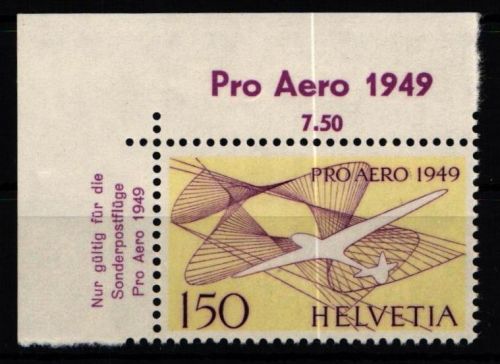 Pro Aero 1949
7.50
Nur gültig für die
Sonderpostflüge
Pro Aero 1949
PRO AERO 1949
150
HELVETIA